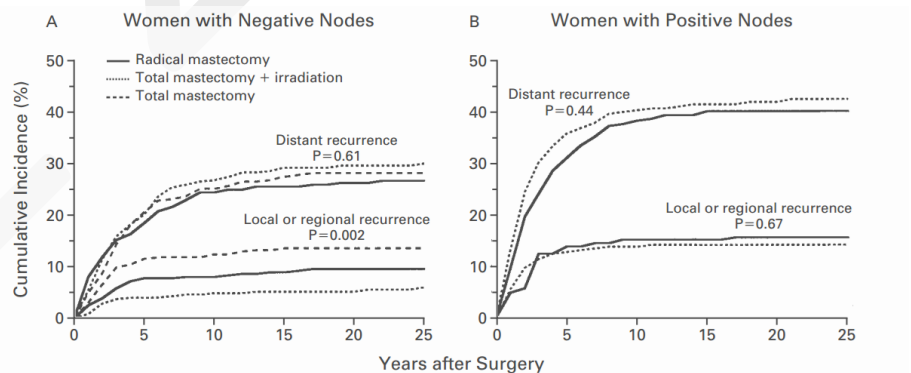 A Women with Negative Nodes
B Women with Positive Nodes
Cumulative Incidence (%)
50
40
30
20
10
0
Radical mastectomy
Total mastectomy + irradiation
Total mastectomy
Distant recurrence
P=0.61
Local or regional recurrence
P=0.002
0 5 10 15 20 25
50
40
30
20
10
0
Distant recurrence
P=0.44
Local or regional recurrence
P=0.67
0 5 10 15 20 25
Years after Surgery